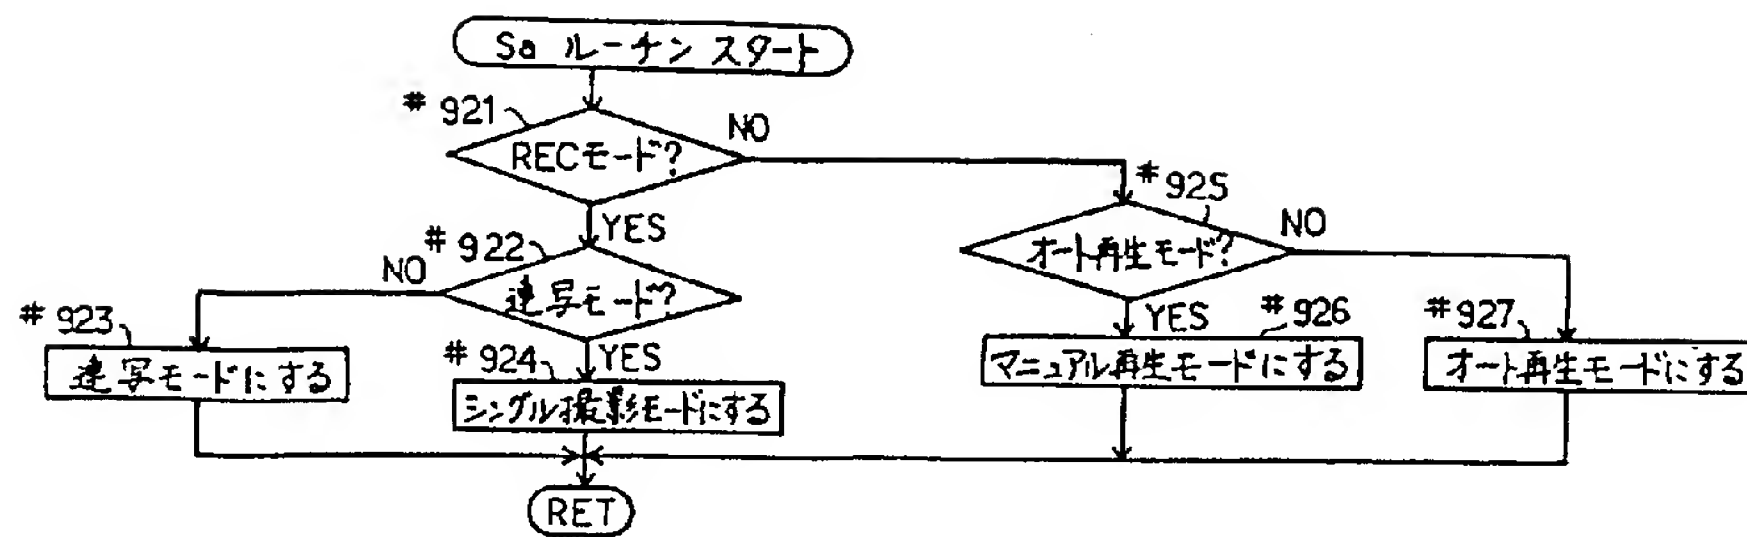 Sa ルーチン スタート
# 921
RECモード?
NO
YES
# 922
連写モード?
NO
YES
# 923
連写モードにする
# 924
シングル撮影モードにする
# 925
オート再生モード?
NO
YES
# 926
マニュアル再生モードにする
# 927
オート再生モードにする
RET